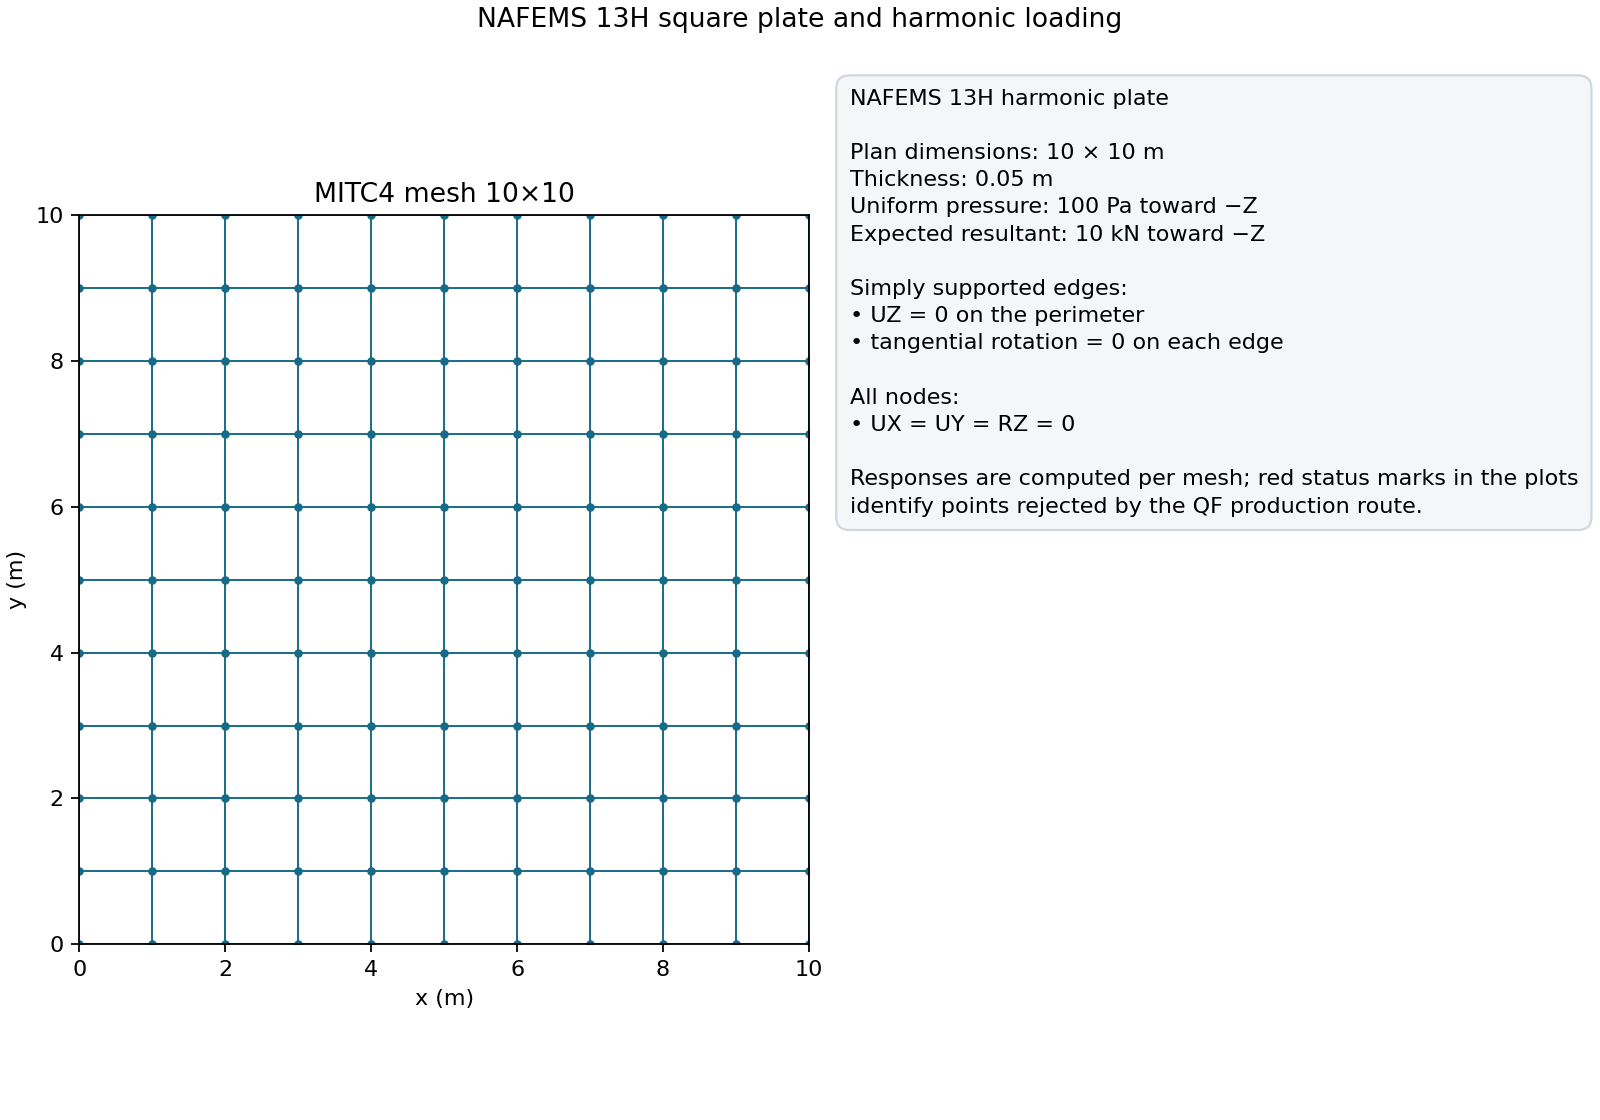 NAFEMS 13H square plate and harmonic loading
MITC4 mesh 10×10
10
8
6
4
2
0
y (m)
0 2 4 6 8 10
x (m)
NAFEMS 13H harmonic plate
Plan dimensions: 10 × 10 m
Thickness: 0.05 m
Uniform pressure: 100 Pa toward −Z
Expected resultant: 10 kN toward −Z
Simply supported edges:
• UZ = 0 on the perimeter
• tangential rotation = 0 on each edge
All nodes:
• UX = UY = RZ = 0
Responses are computed per mesh; red status marks in the plots
identify points rejected by the QF production route.